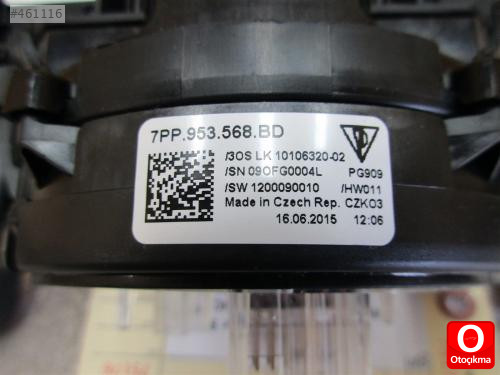 #461116
7PP.953.568.BD
/3OS LK 10106320-02
/SN 09OFG0004L PG909
/SW 1200090010 /HW011
Made in Czech Rep. CZKO3
16.06.2015 12:06
O
Otoçıkma